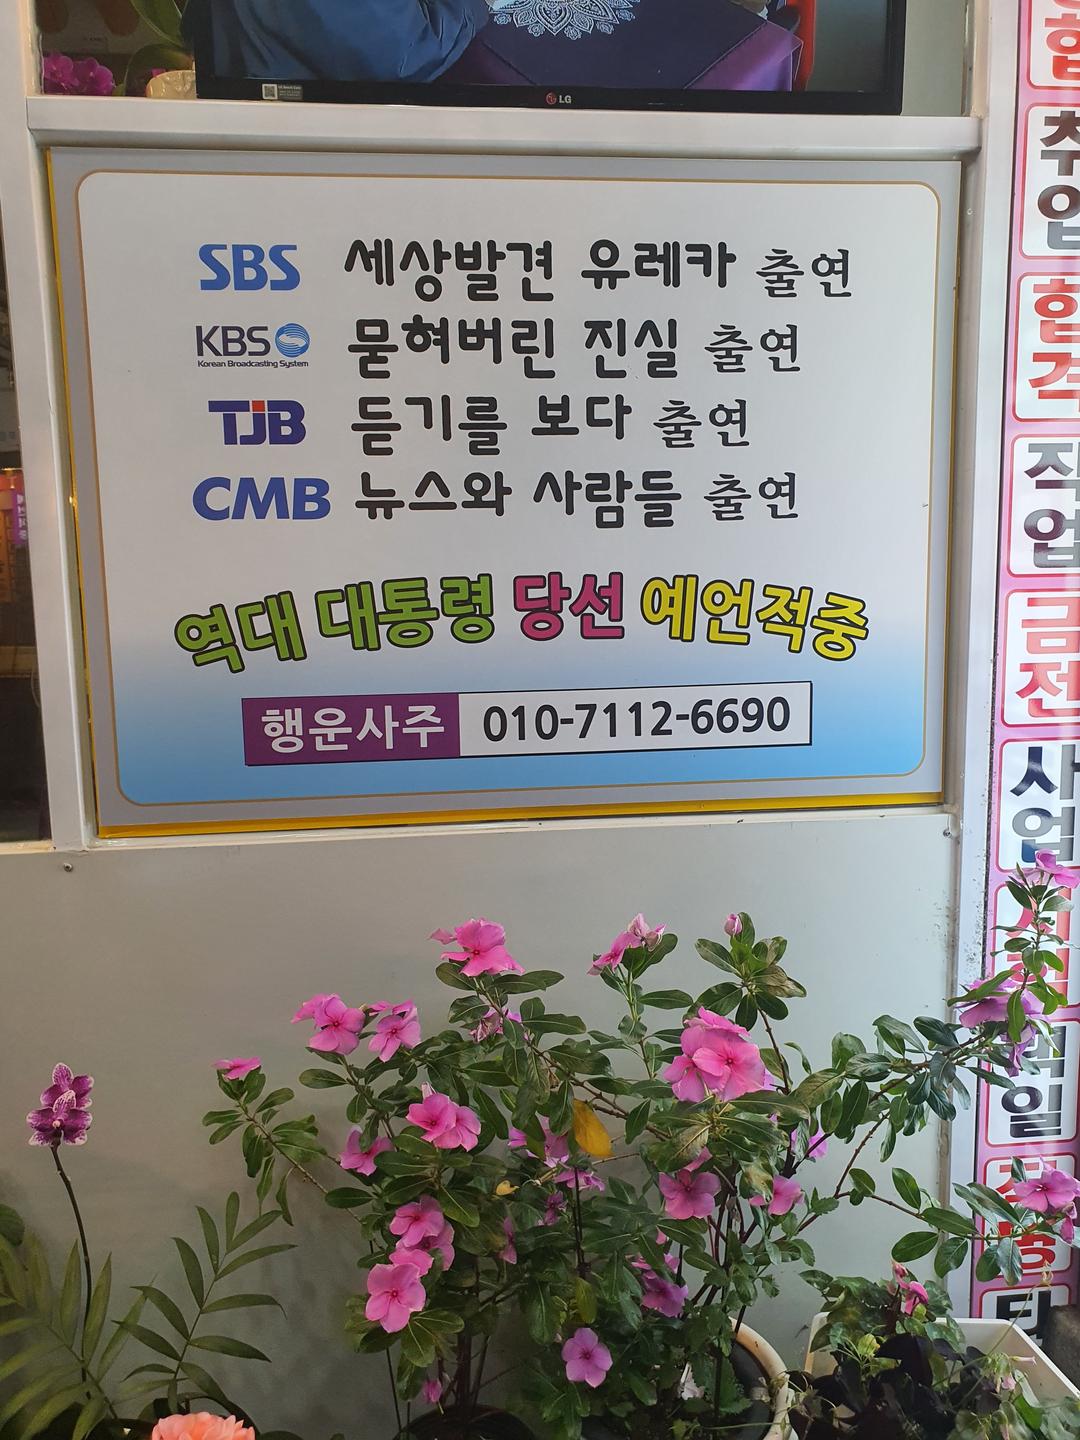 LG
SBS 세상발견 유레카 출연
KBS 묻혀버린 진실 출연
Korean Broadcasting System
TJB 듣기를 보다 출연
CMB 뉴스와 사람들 출연
역대 대통령 당선 예언적중
행운사주 010-7112-6690
취업
합격
직업
금전
사업